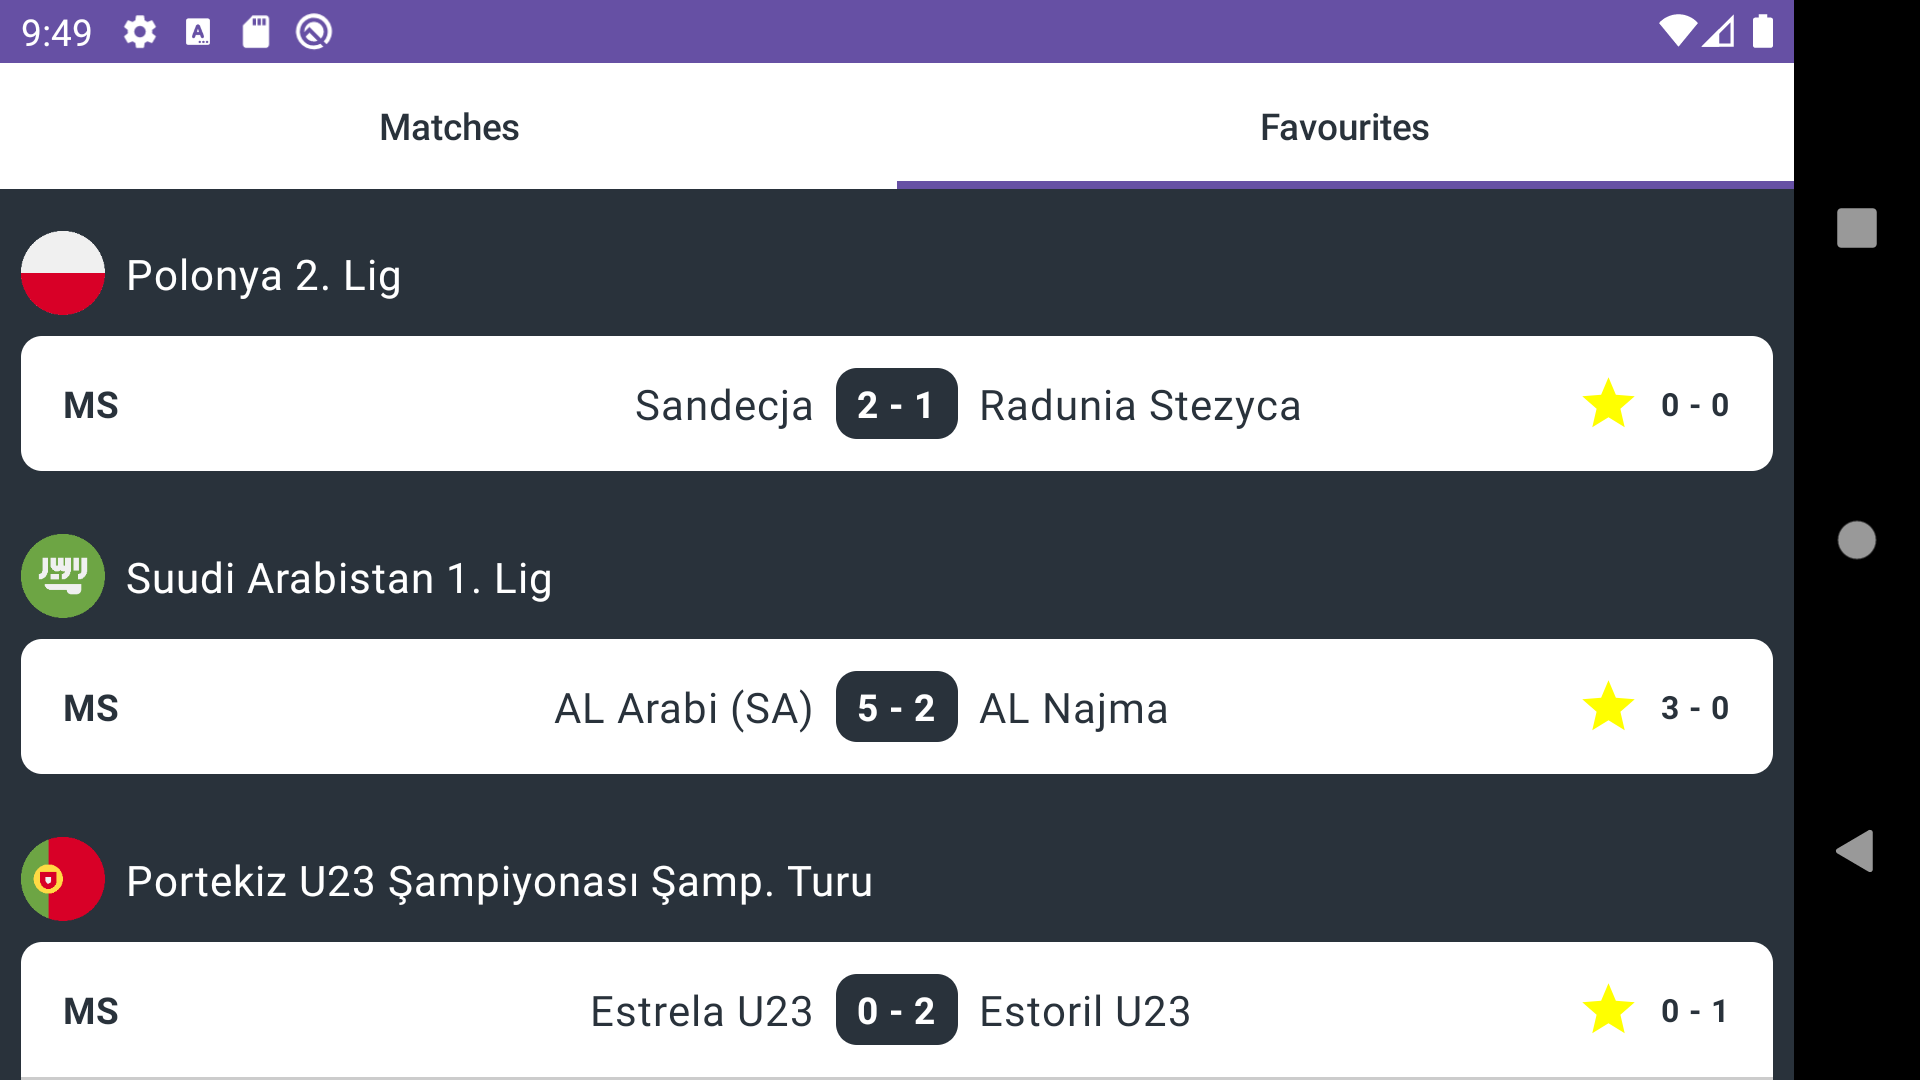 9:49
Matches
Favourites
Polonya 2. Lig
MS Sandecja 2 - 1 Radunia Stezyca 0 - 0
Suudi Arabistan 1. Lig
MS AL Arabi (SA) 5 - 2 AL Najma 3 - 0
Portekiz U23 Şampiyonası Şamp. Turu
MS Estrela U23 0 - 2 Estoril U23 0 - 1